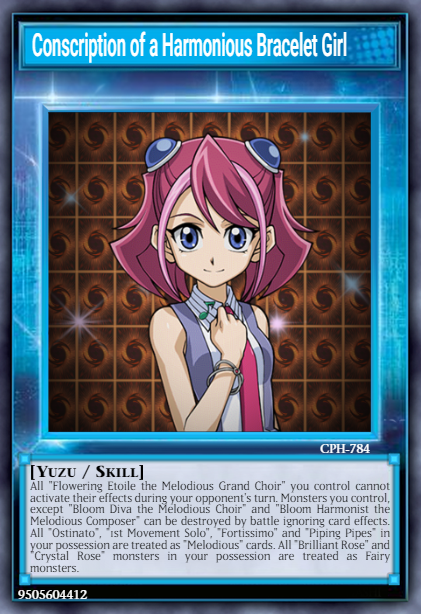 Conscription of a Harmonious Bracelet Girl
CPH-784
[Yuzu / Skill]
All "Flowering Etoile the Melodious Grand Choir" you control cannot
activate their effects during your opponent's turn. Monsters you control,
except "Bloom Diva the Melodious Choir" and "Bloom Harmonist the
Melodious Composer" can be destroyed by battle ignoring card effects.
All "Ostinato", "1st Movement Solo", "Fortissimo" and "Piping Pipes" in
your possession are treated as "Melodious" cards. All "Brilliant Rose" and
"Crystal Rose" monsters in your possession are treated as Fairy
monsters.
9505604412